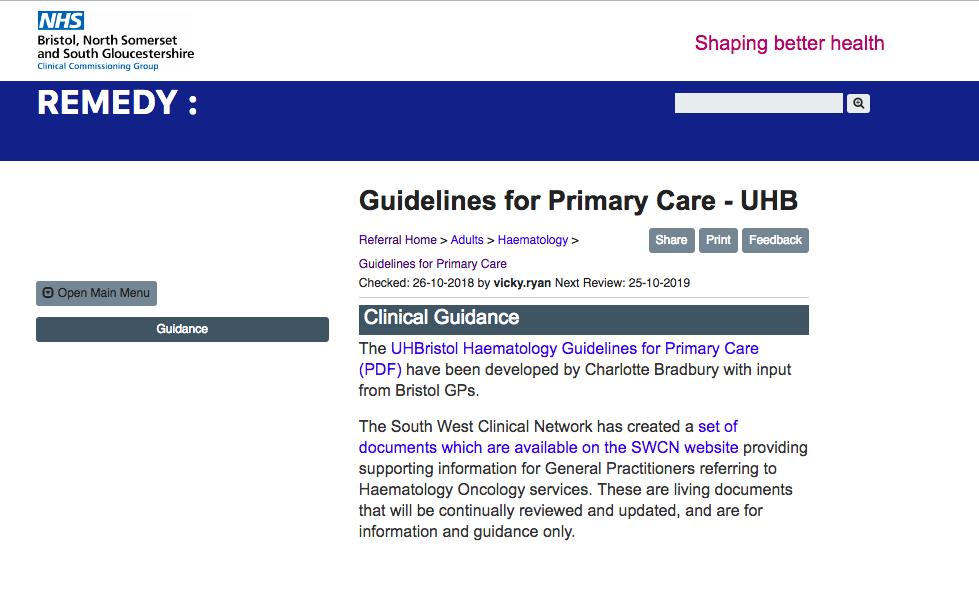 NHS
Bristol, North Somerset
and South Gloucestershire
Clinical Commissioning Group
Shaping better health
REMEDY :
Guidelines for Primary Care - UHB
Referral Home > Adults > Haematology >
Guidelines for Primary Care
Share
Print
Feedback
Checked: 26-10-2018 by vicky.ryan Next Review: 25-10-2019
Open Main Menu
Guidance
Clinical Guidance
The UHBristol Haematology Guidelines for Primary Care
(PDF) have been developed by Charlotte Bradbury with input
from Bristol GPs.
The South West Clinical Network has created a set of
documents which are available on the SWCN website providing
supporting information for General Practitioners referring to
Haematology Oncology services. These are living documents
that will be continually reviewed and updated, and are for
information and guidance only.